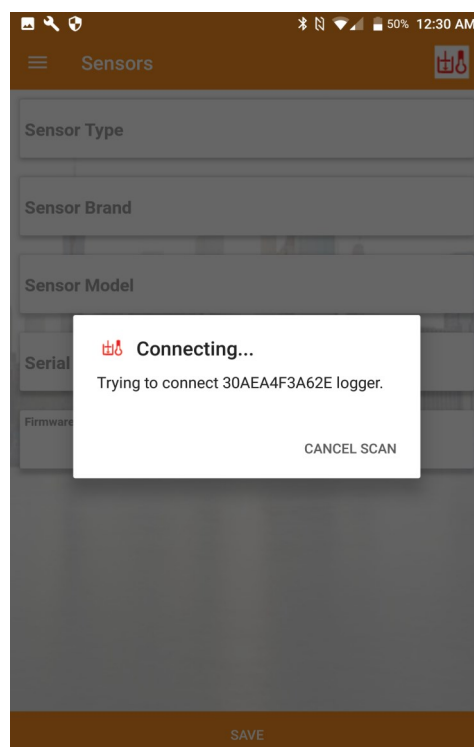 50% 12:30 AM
Sensors
Sensor Type
Sensor Brand
Sensor Model
Serial
Firmware
Connecting...
Trying to connect 30AEA4F3A62E logger.
CANCEL SCAN
SAVE